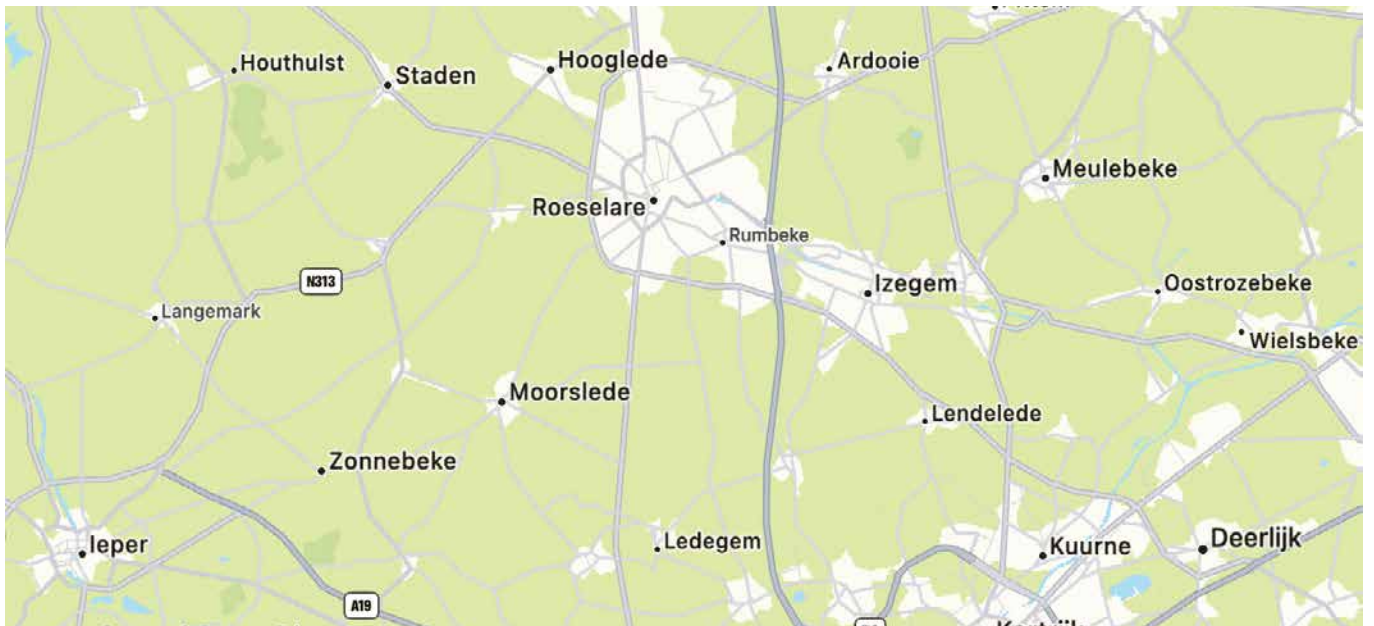 Hooglede
Ardooie
Houthulst
Staden
Meulebeke
Roeselare
Rumbeke
Izegem
Oostrozebeke
N313
Langemark
Wielsbeke
Moorslede
Lendelede
Zonnebeke
Ieper
Ledegem
Kuurne
Deerlijk
A19